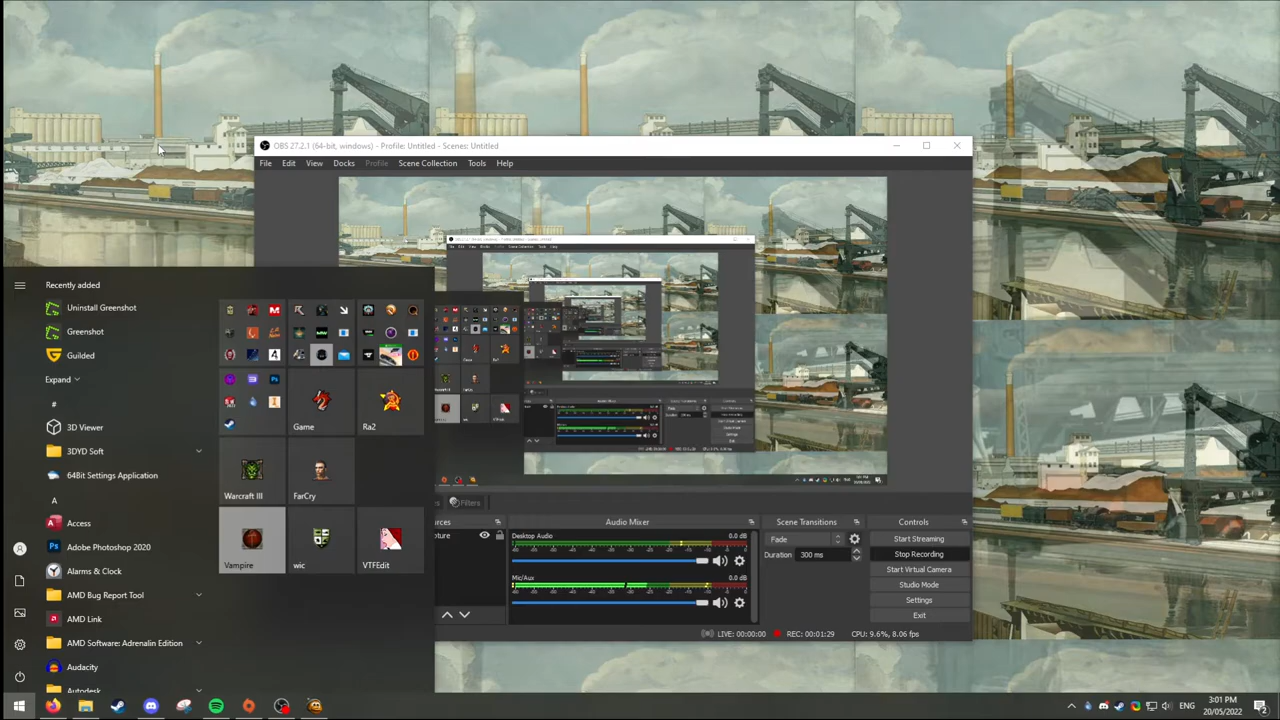 OBS 27.2.1 (64-bit, windows) - Profile: Untitled - Scenes: Untitled
File Edit View Docks Profile Scene Collection Tools Help
Recently added
Uninstall Greenshot
Greenshot
Guilded
Expand
#
3D Viewer
3DYD Soft
64Bit Settings Application
A
Access
Adobe Photoshop 2020
Alarms & Clock
AMD Bug Report Tool
AMD Link
AMD Software: Adrenalin Edition
Audacity
Autodesk
Game
Ra2
Warcraft III
FarCry
Vampire
wic
VTFEdit
Filters
urces
pture
Audio Mixer
Desktop Audio
0.0 dB
Mic/Aux
0.0 dB
Scene Transitions
Fade
Duration 300 ms
Controls
Start Streaming
Stop Recording
Start Virtual Camera
Studio Mode
Settings
Exit
LIVE: 00:00:00
REC: 00:01:29
CPU: 9.6%, 8.06 fps
ENG
3:01 PM
20/05/2022
2